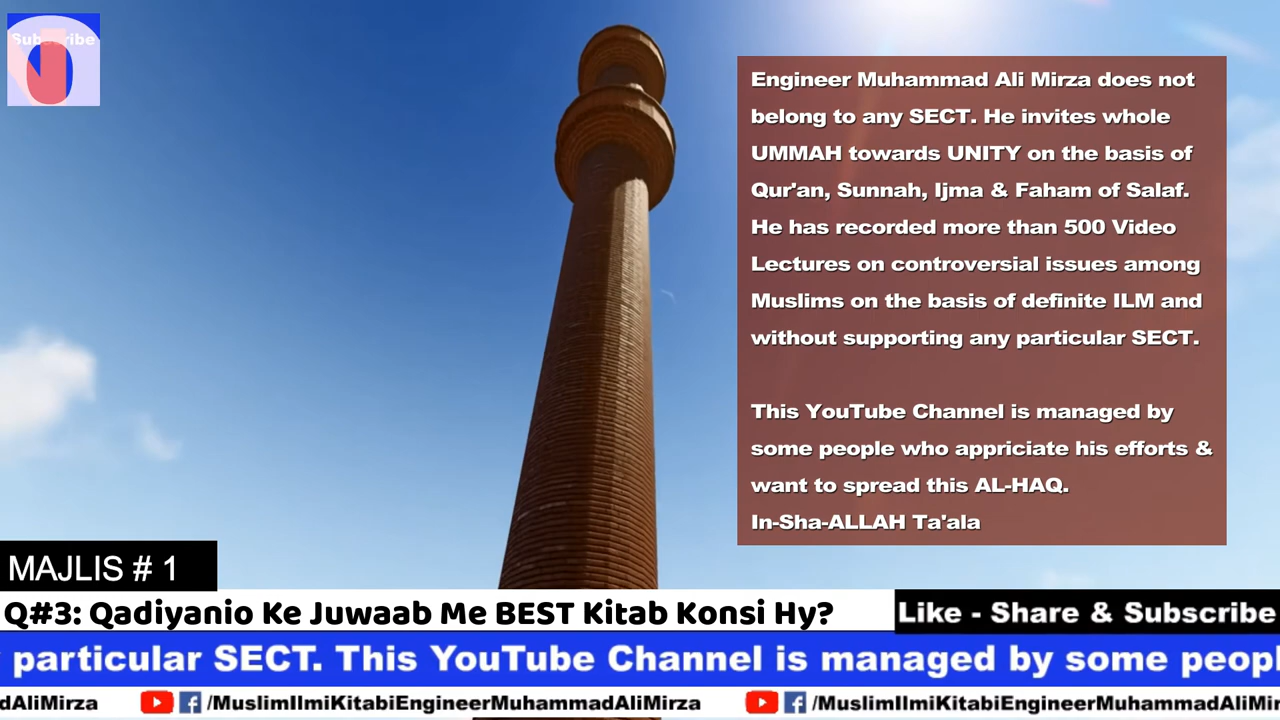 Subscribe
Engineer Muhammad Ali Mirza does not
belong to any SECT. He invites whole
UMMAH towards UNITY on the basis of
Qur'an, Sunnah, Ijma & Faham of Salaf.
He has recorded more than 500 Video
Lectures on controversial issues among
Muslims on the basis of definite ILM and
without supporting any particular SECT.
This YouTube Channel is managed by
some people who appriciate his efforts &
want to spread this AL-HAQ.
In-Sha-ALLAH Ta'ala
MAJLIS # 1
Q#3: Qadiyanio Ke Juwaab Me BEST Kitab Konsi Hy?
Like - Share & Subscribe
particular SECT. This YouTube Channel is managed by some peopl
dAliMirza /MuslimIlmiKitabiEngineerMuhammadAliMirza /MuslimIlmiKitabiEngineerMuhammadAliMir